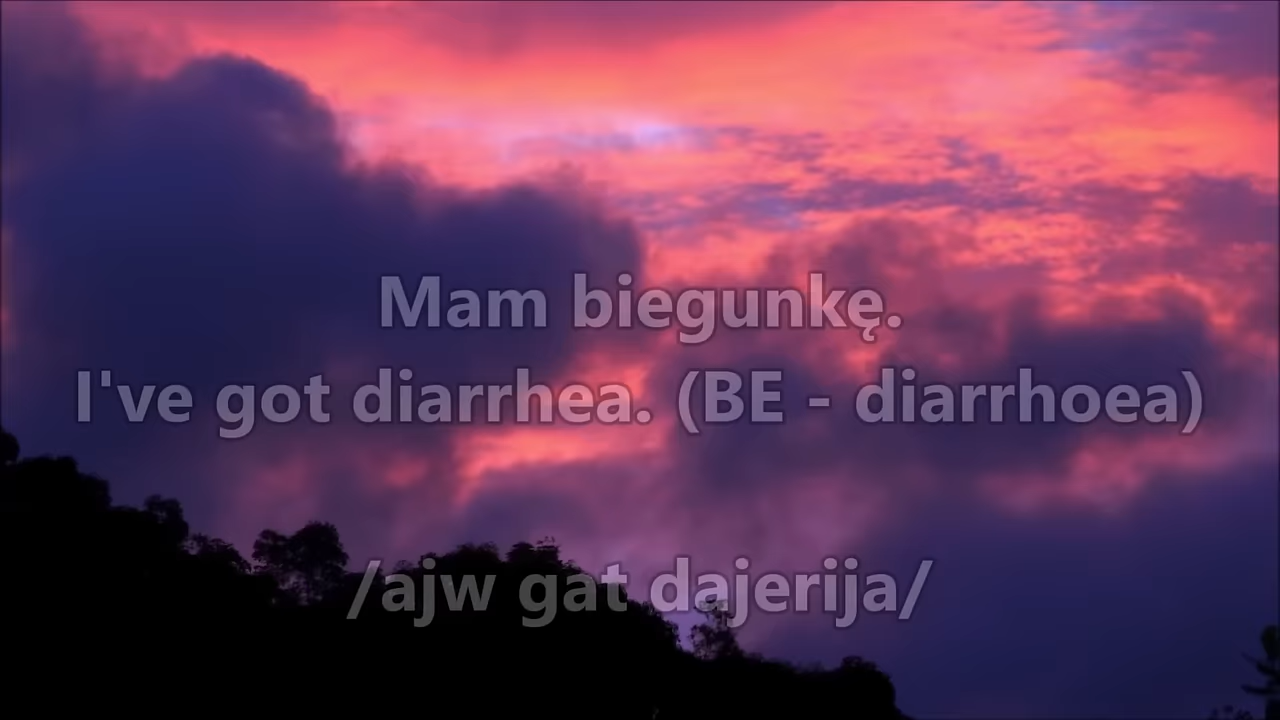 Mam biegunkę.
I've got diarrhea. (BE - diarrhoea)
/ajw gat dajerija/